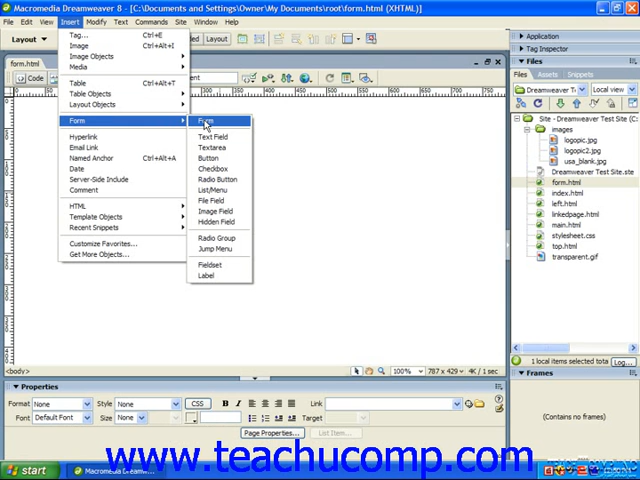 Macromedia Dreamweaver 8 - [C:\Documents and Settings\Owner\My Documents\root\form.html (XHTML)]
File Edit View Insert Modify Text Commands Site Window Help
Layout Layout
form.html
Code
Tag... Ctrl+E
Image Ctrl+Alt+I
Image Objects
Media
Table Ctrl+Alt+T
Table Objects
Layout Objects
Form
Hyperlink
Email Link
Named Anchor Ctrl+Alt+A
Date
Server-Side Include
Comment
HTML
Template Objects
Recent Snippets
Customize Favorites...
Get More Objects...
Form
Text Field
Textarea
Button
Checkbox
Radio Button
List/Menu
File Field
Image Field
Hidden Field
Radio Group
Jump Menu
Fieldset
Label
Application
Tag Inspector
Files
Files Assets Snippets
Dreamweaver Test Local view
Site - Dreamweaver Test Site
images
logopic.jpg
logopic2.jpg
usa_blank.jpg
Dreamweaver Test Site.ste
form.html
index.html
left.html
linkedpage.html
main.html
stylesheet.css
top.html
transparent.gif
1 local items selected tota Log...
Frames
(Contains no frames)
<body> 100% 787 x 429 4K / 1 sec
Properties
Format None Style None CSS B I Link
Font Default Font Size None Target
Page Properties... List Item...
www.teachucomp.com
start Macromedia Dreamw...